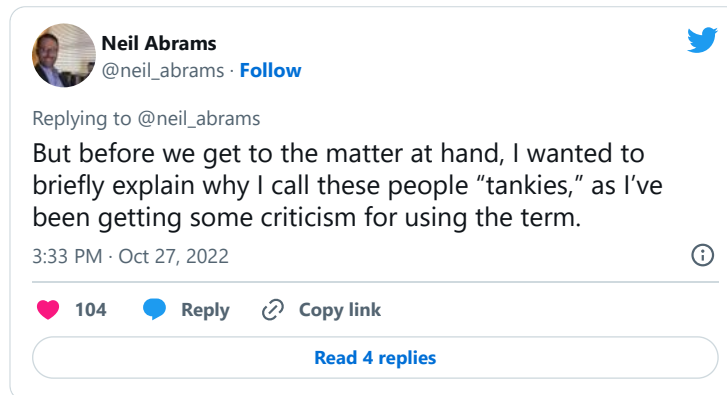 Neil Abrams
@neil_abrams · Follow
Replying to @neil_abrams
But before we get to the matter at hand, I wanted to
briefly explain why I call these people “tankies,” as I’ve
been getting some criticism for using the term.
3:33 PM · Oct 27, 2022
104 Reply Copy link
Read 4 replies